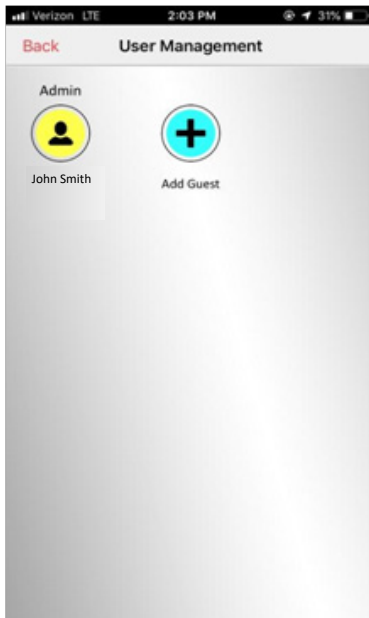 Verizon LTE 2:03 PM 31%
Back User Management
Admin
John Smith
Add Guest